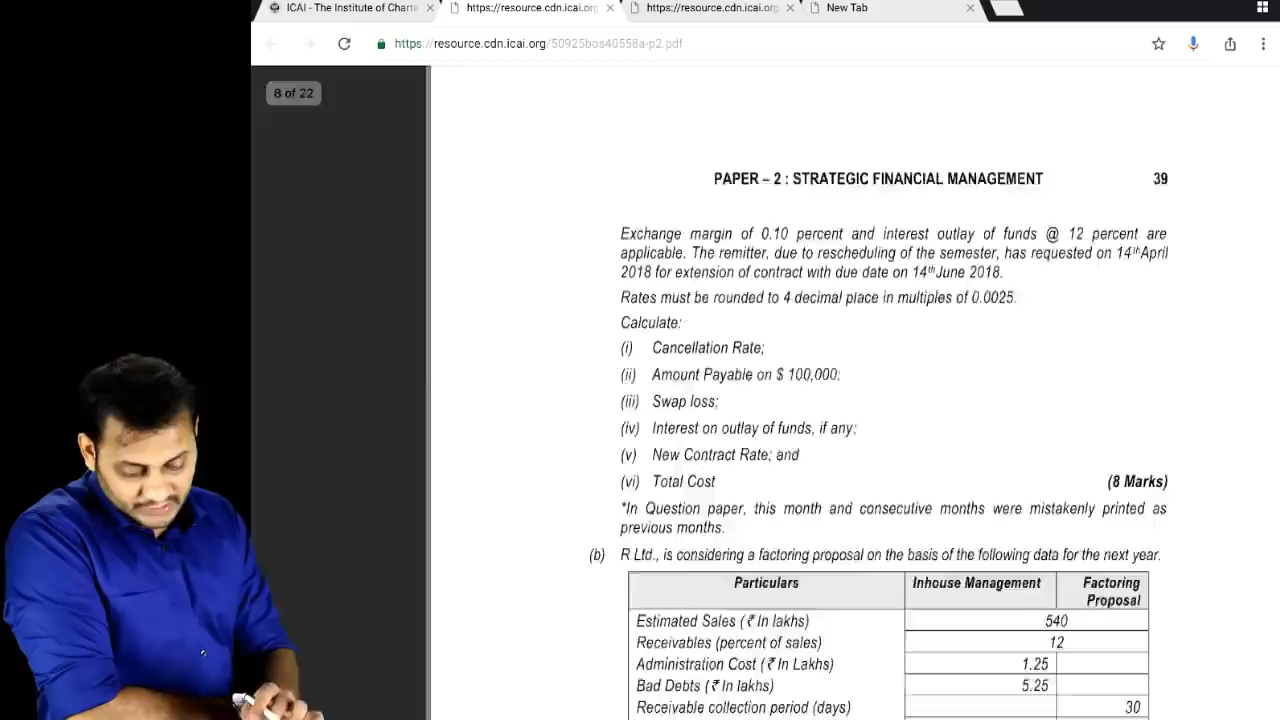 ICAI - The Institute of Charte
https://resource.cdn.icai.org
https://resource.cdn.icai.org
New Tab
https://resource.cdn.icai.org/50925bos40558a-p2.pdf
8 of 22
PAPER – 2 : STRATEGIC FINANCIAL MANAGEMENT 39
Exchange margin of 0.10 percent and interest outlay of funds @ 12 percent are
applicable. The remitter, due to rescheduling of the semester, has requested on 14th April
2018 for extension of contract with due date on 14th June 2018.
Rates must be rounded to 4 decimal place in multiples of 0.0025.
Calculate:
(i) Cancellation Rate;
(ii) Amount Payable on $ 100,000;
(iii) Swap loss;
(iv) Interest on outlay of funds, if any;
(v) New Contract Rate; and
(vi) Total Cost (8 Marks)
*In Question paper, this month and consecutive months were mistakenly printed as
previous months.
(b) R Ltd., is considering a factoring proposal on the basis of the following data for the next year.
Particulars Inhouse Management Factoring
Proposal
Estimated Sales (₹ In lakhs) 540
Receivables (percent of sales) 12
Administration Cost (₹ In Lakhs) 1.25
Bad Debts (₹ In lakhs) 5.25
Receivable collection period (days) 30